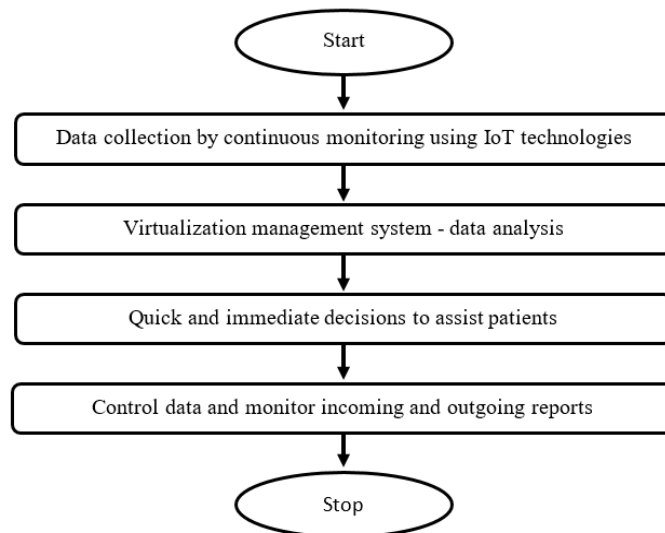 Start
Data collection by continuous monitoring using IoT technologies
Virtualization management system - data analysis
Quick and immediate decisions to assist patients
Control data and monitor incoming and outgoing reports
Stop